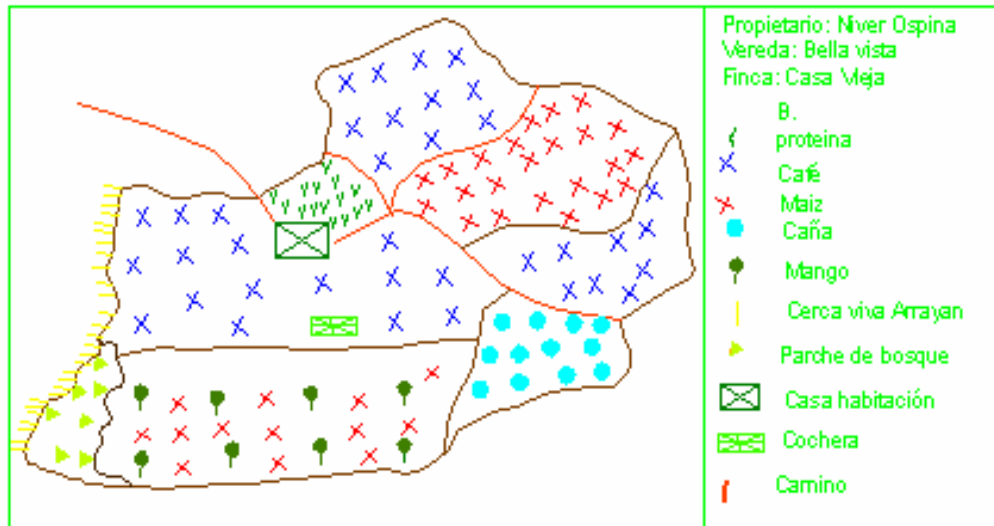 Propietario: Niver Ospina
Vereda: Bella vista
Finca: Casa Vieja
B.
proteina
Café
Maiz
Caña
Mango
Cerca viva Arrayan
Parche de bosque
Casa habitación
Cochera
Camino